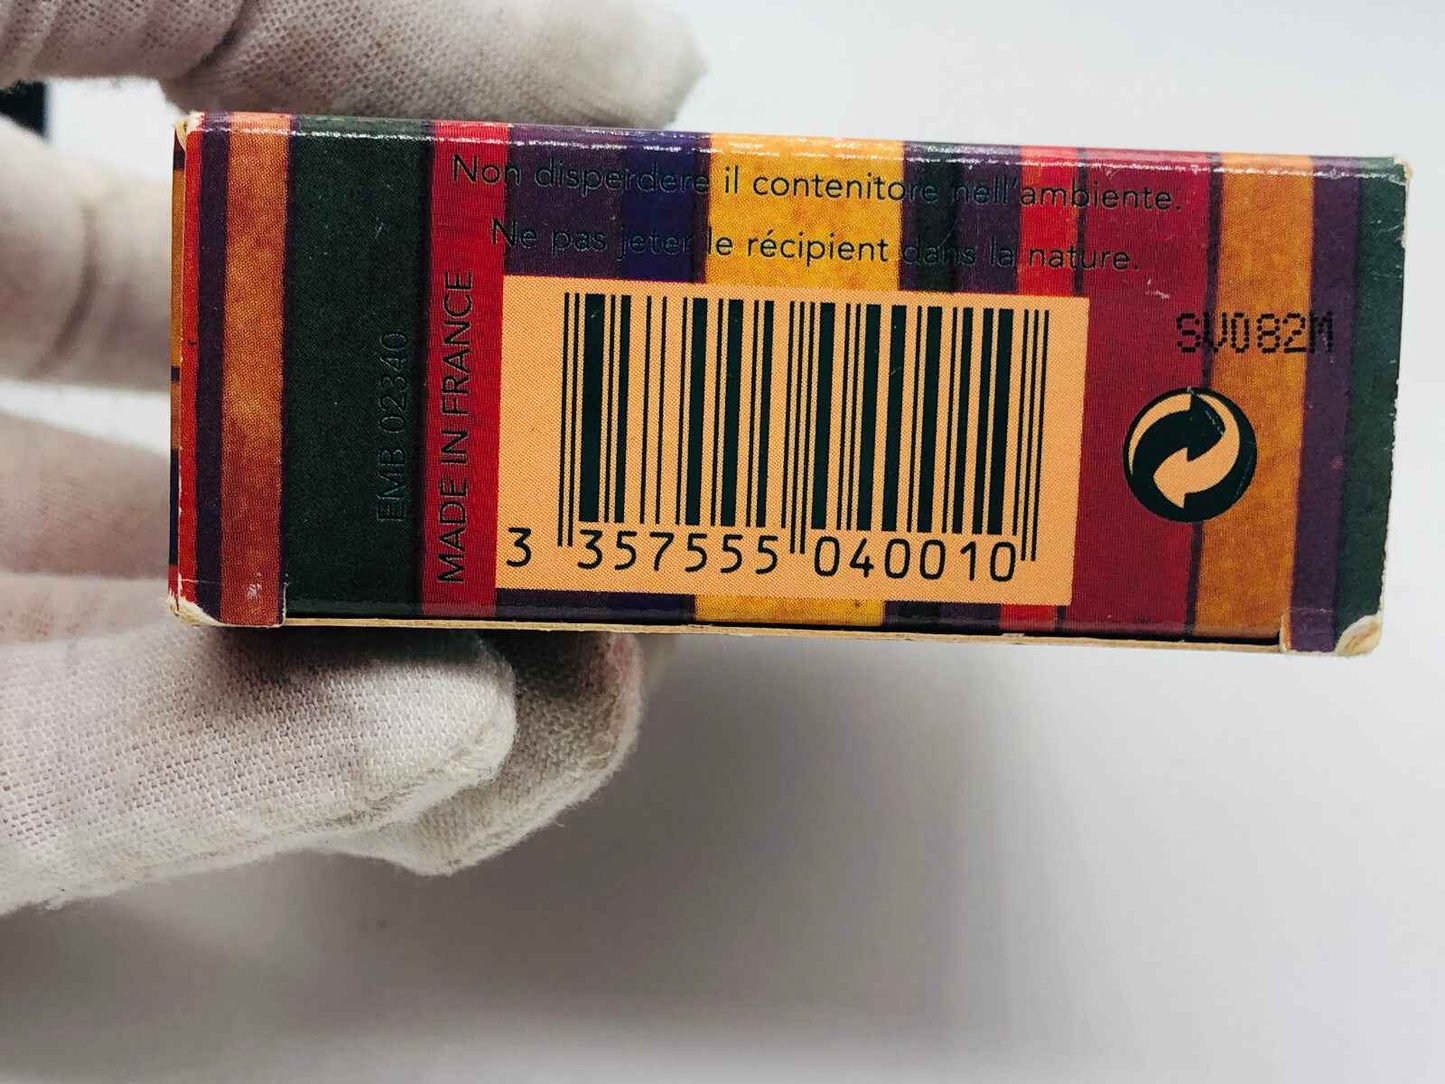 Non disperdere il contenitore nell'ambiente.
Ne pas jeter le récipient dans la nature.
EMB 02340
MADE IN FRANCE
3 357555 040010
SV082M